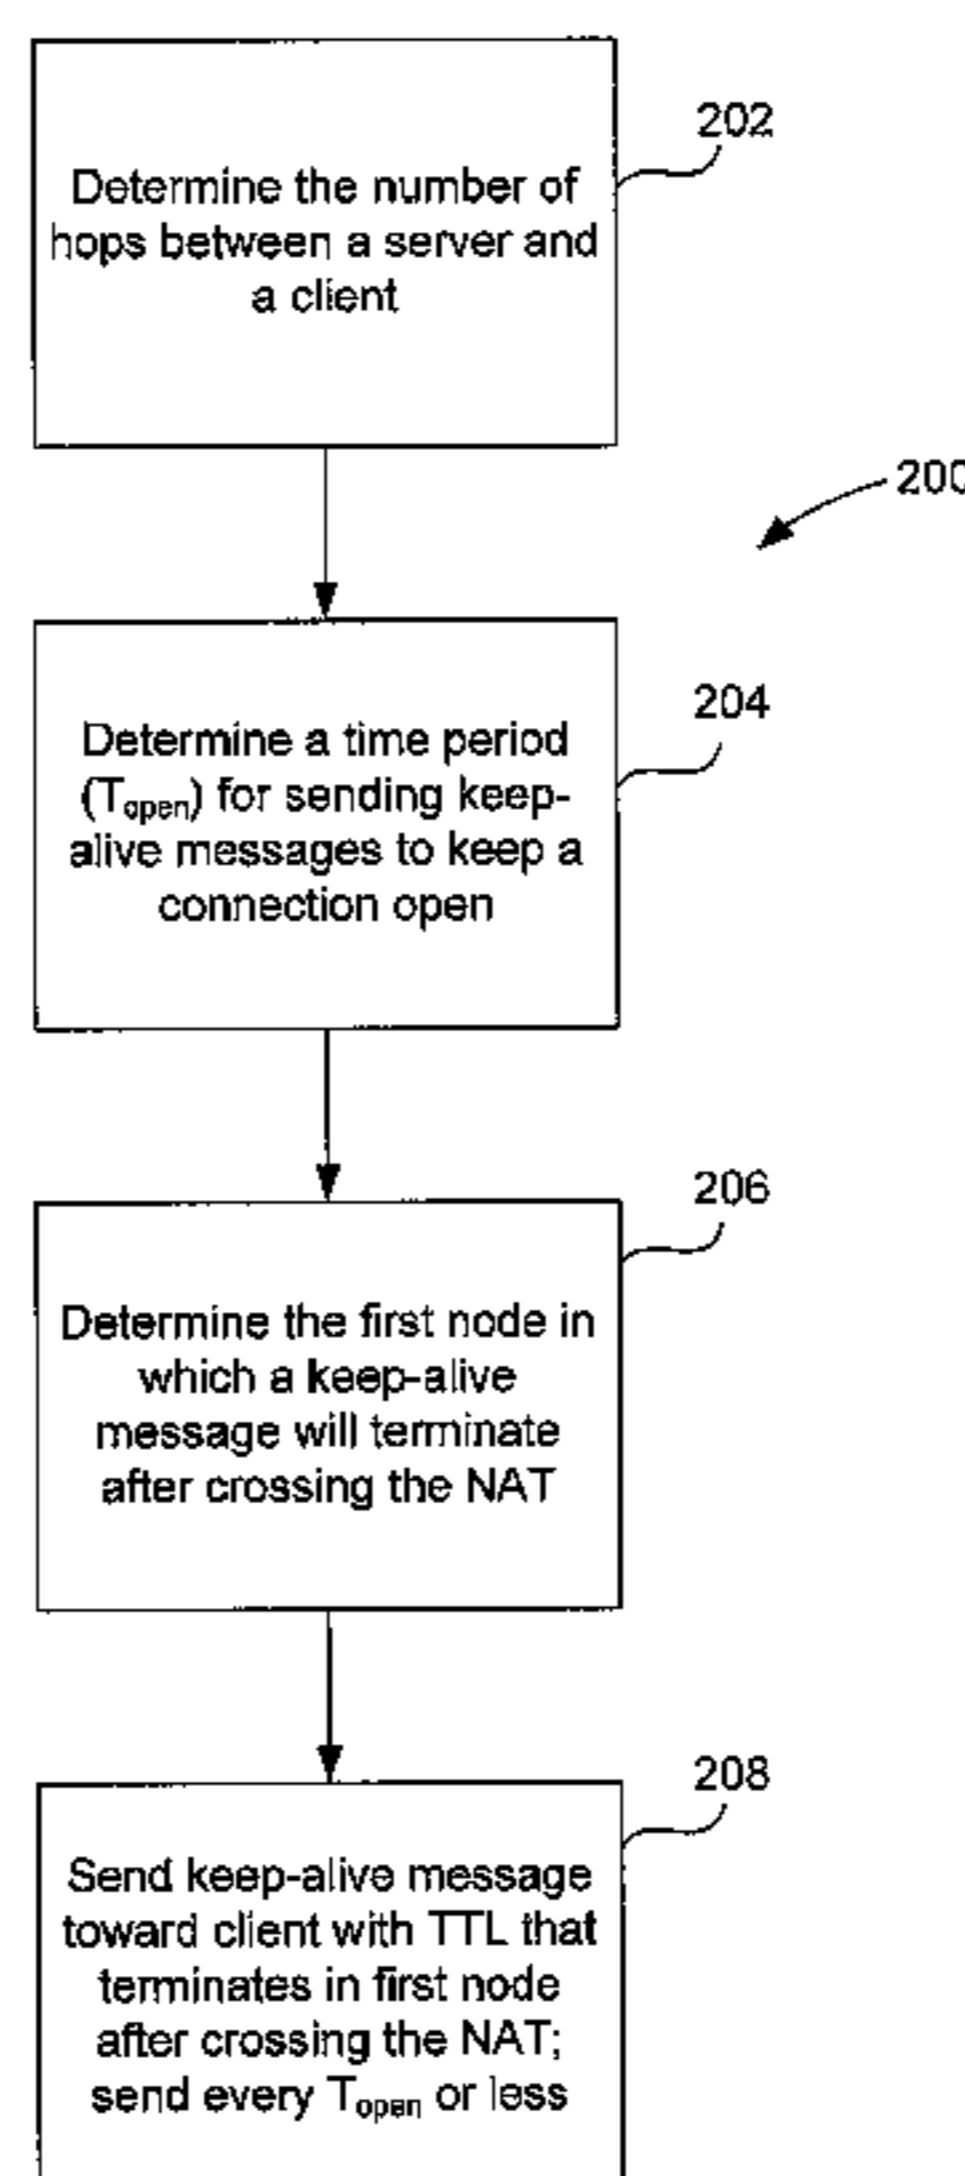 Determine the number of
hops between a server and
a client
202
200
Determine a time period
(Topen) for sending keep-
alive messages to keep a
connection open
204
Determine the first node in
which a keep-alive
message will terminate
after crossing the NAT
206
Send keep-alive message
toward client with TTL that
terminates in first node
after crossing the NAT;
send every Topen or less
208